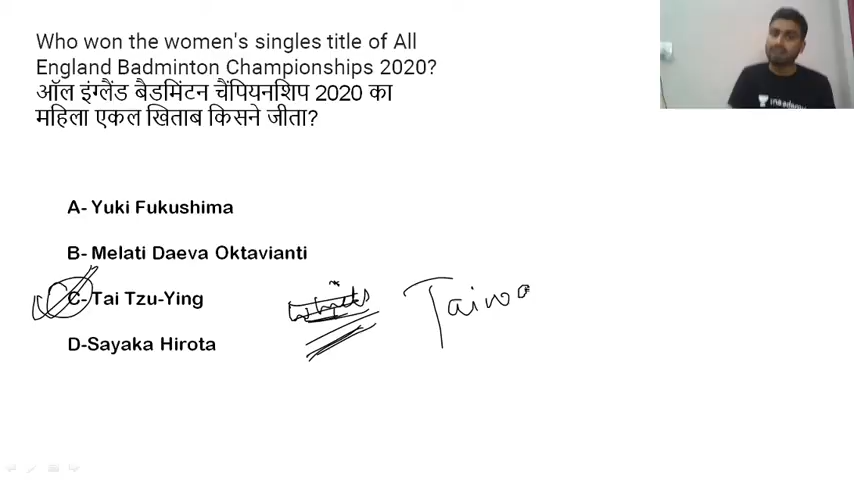 Who won the women's singles title of All
England Badminton Championships 2020?
ऑल इंग्लैंड बैडमिंटन चैंपियनशिप 2020 का
महिला एकल खिताब किसने जीता?
A- Yuki Fukushima
B- Melati Daeva Oktavianti
C- Tai Tzu-Ying
Taiwa
D-Sayaka Hirota